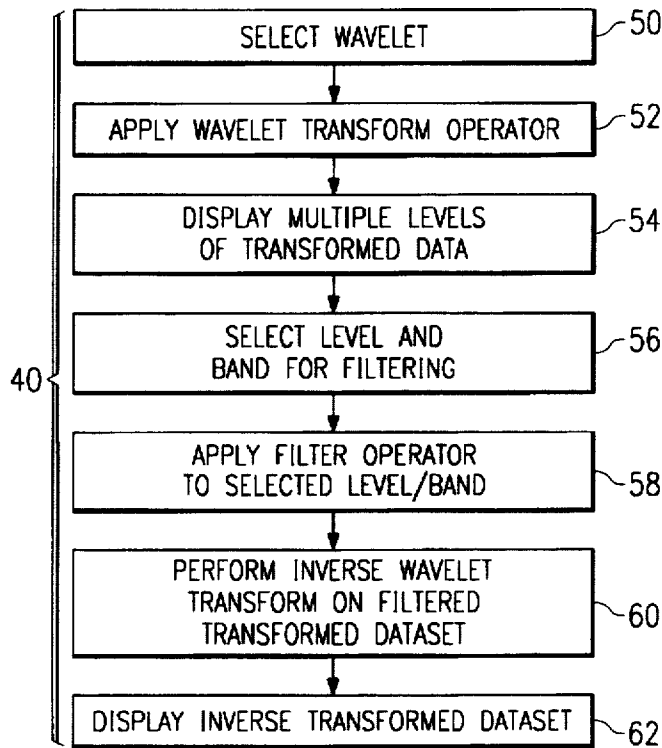 SELECT WAVELET
50
APPLY WAVELET TRANSFORM OPERATOR
52
DISPLAY MULTIPLE LEVELS
OF TRANSFORMED DATA
54
SELECT LEVEL AND
BAND FOR FILTERING
56
40
APPLY FILTER OPERATOR
TO SELECTED LEVEL/BAND
58
PERFORM INVERSE WAVELET
TRANSFORM ON FILTERED
TRANSFORMED DATASET
60
DISPLAY INVERSE TRANSFORMED DATASET
62